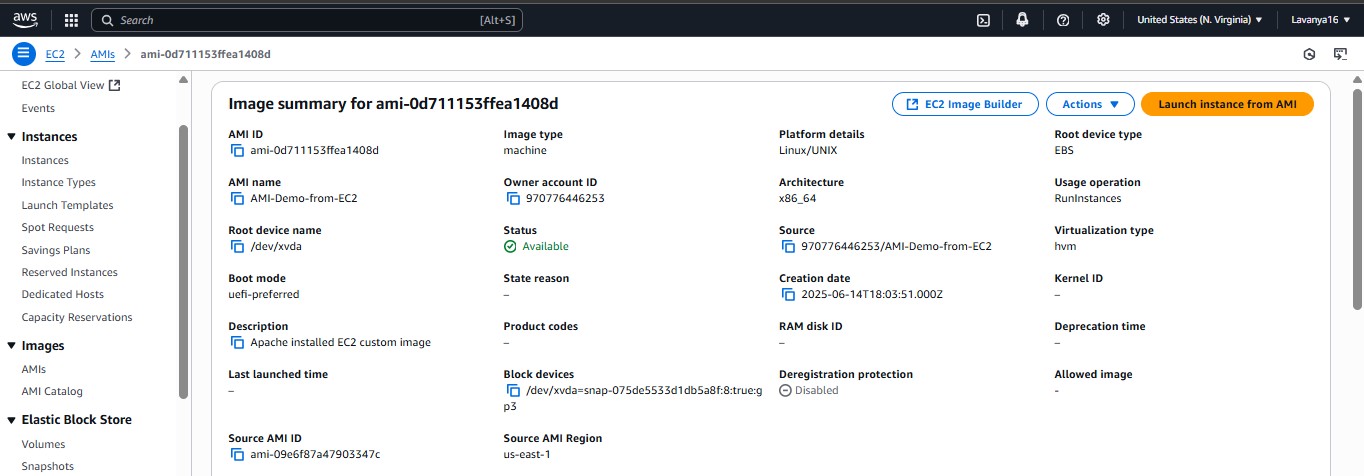 aws
Search [Alt+S]
United States (N. Virginia)
Lavanya16
EC2 > AMIs > ami-0d711153ffea1408d
EC2 Global View
Events
Instances
Instances
Instance Types
Launch Templates
Spot Requests
Savings Plans
Reserved Instances
Dedicated Hosts
Capacity Reservations
Images
AMIs
AMI Catalog
Elastic Block Store
Volumes
Snapshots
Image summary for ami-0d711153ffea1408d
EC2 Image Builder
Actions
Launch instance from AMI
AMI ID
ami-0d711153ffea1408d
Image type
machine
Platform details
Linux/UNIX
Root device type
EBS
AMI name
AMI-Demo-from-EC2
Owner account ID
970776446253
Architecture
x86_64
Usage operation
RunInstances
Root device name
/dev/xvda
Status
Available
Source
970776446253/AMI-Demo-from-EC2
Virtualization type
hvm
Boot mode
uefi-preferred
State reason
–
Creation date
2025-06-14T18:03:51.000Z
Kernel ID
–
Description
Apache installed EC2 custom image
Product codes
–
RAM disk ID
–
Deprecation time
–
Last launched time
–
Block devices
/dev/xvda=snap-075de5533d1db5a8f:8:true:g
p3
Deregistration protection
Disabled
Allowed image
-
Source AMI ID
ami-09e6f87a47903347c
Source AMI Region
us-east-1